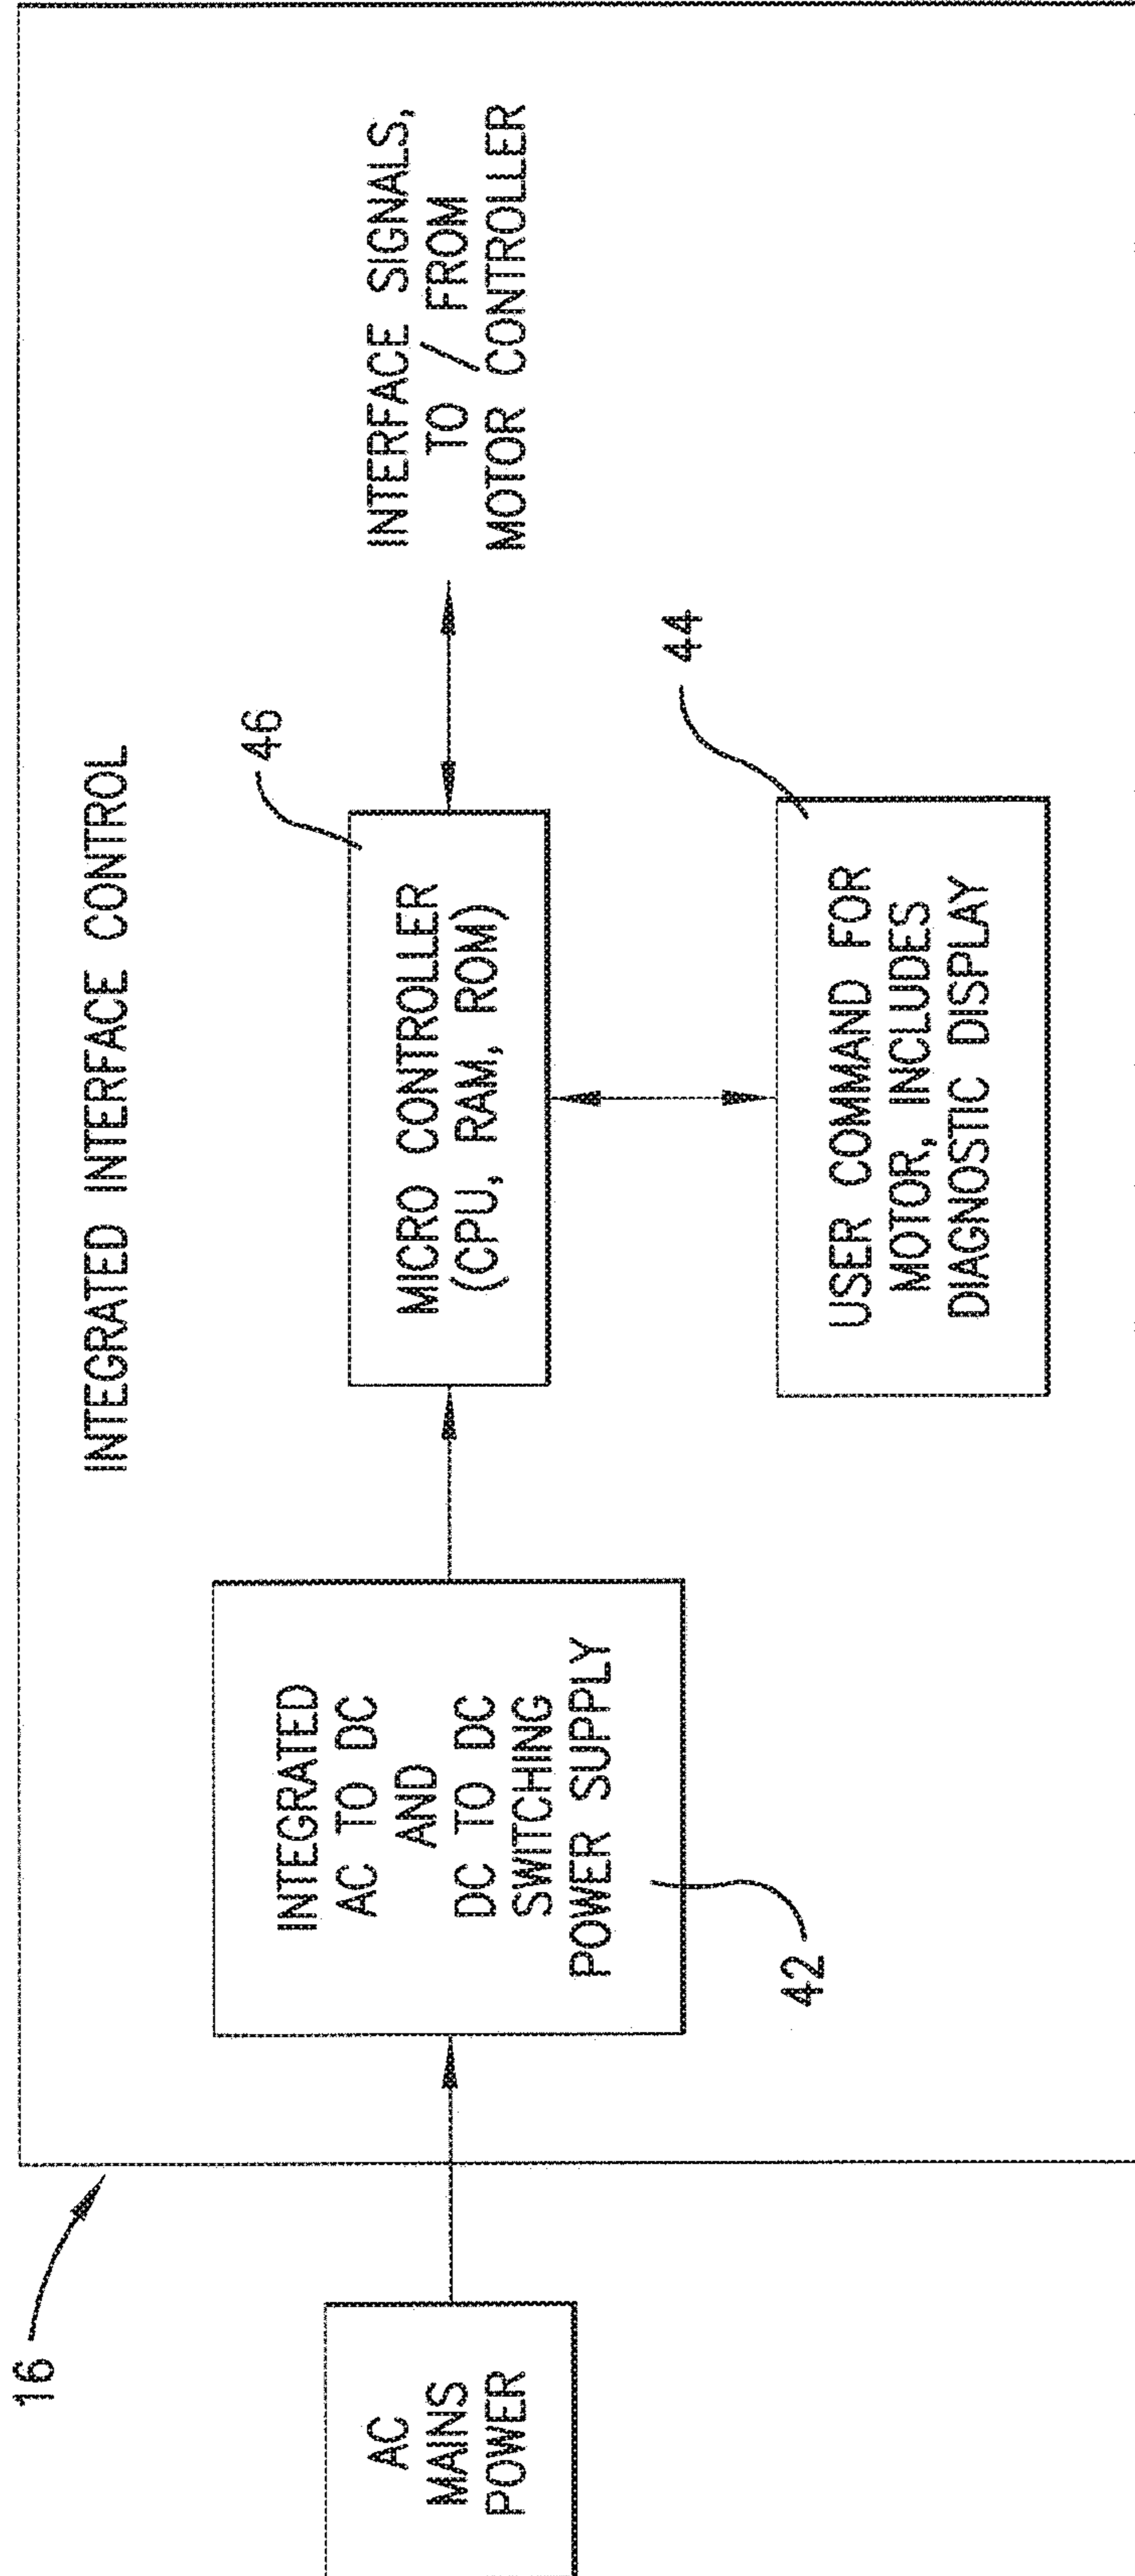 INTEGRATED INTERFACE CONTROL
16
AC
MAINS
POWER
INTEGRATED
AC TO DC
AND
DC TO DC
SWITCHING
POWER SUPPLY
42
MICRO CONTROLLER
(CPU, RAM, ROM)
46
INTERFACE SIGNALS,
TO / FROM
MOTOR CONTROLLER
USER COMMAND FOR
MOTOR, INCLUDES
DIAGNOSTIC DISPLAY
44